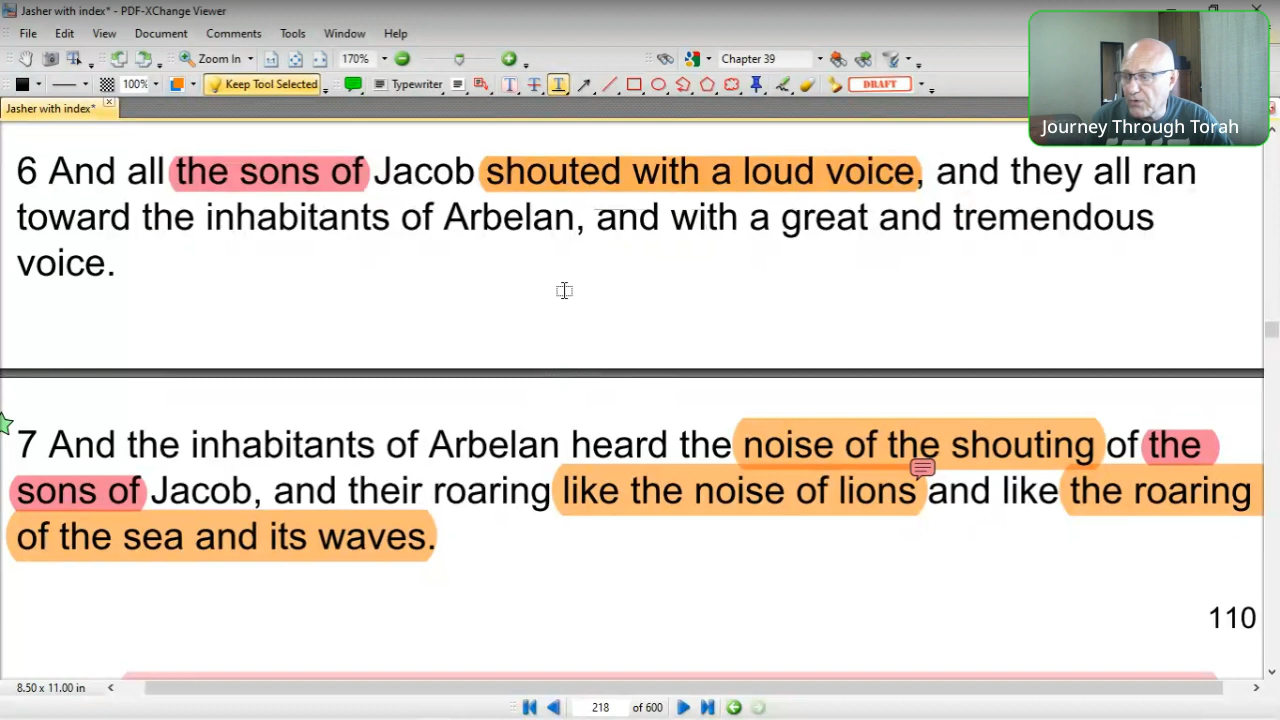 Jasher with index* - PDF-XChange Viewer
File Edit View Document Comments Tools Window Help
Zoom In 170% Chapter 39
100% Keep Tool Selected Typewriter DRAFT
Jasher with index*
Journey Through Torah
6 And all the sons of Jacob shouted with a loud voice, and they all ran
toward the inhabitants of Arbelan, and with a great and tremendous
voice.
7 And the inhabitants of Arbelan heard the noise of the shouting of the
sons of Jacob, and their roaring like the noise of lions and like the roaring
of the sea and its waves.
110
8.50 x 11.00 in
218 of 600